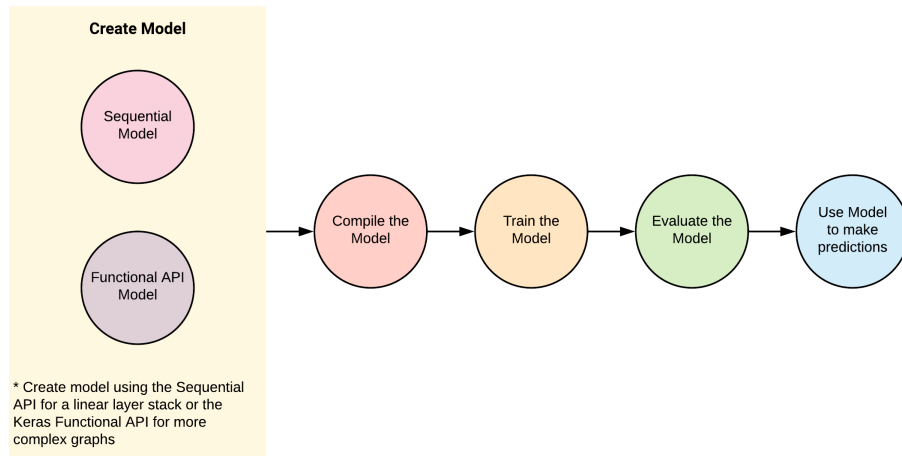 Create Model
Sequential
Model
Functional API
Model
* Create model using the Sequential
API for a linear layer stack or the
Keras Functional API for more
complex graphs
Compile the
Model
Train the
Model
Evaluate the
Model
Use Model
to make
predictions